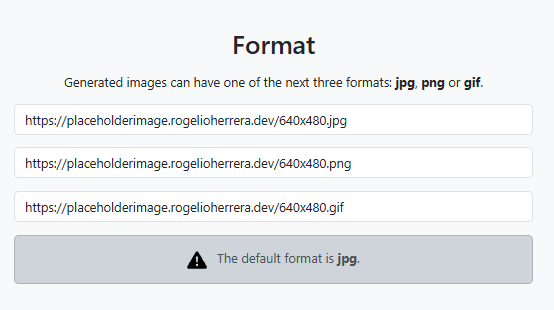 Format
Generated images can have one of the next three formats: jpg, png or gif.
https://placeholderimage.rogelioherrera.dev/640x480.jpg
https://placeholderimage.rogelioherrera.dev/640x480.png
https://placeholderimage.rogelioherrera.dev/640x480.gif
The default format is jpg.